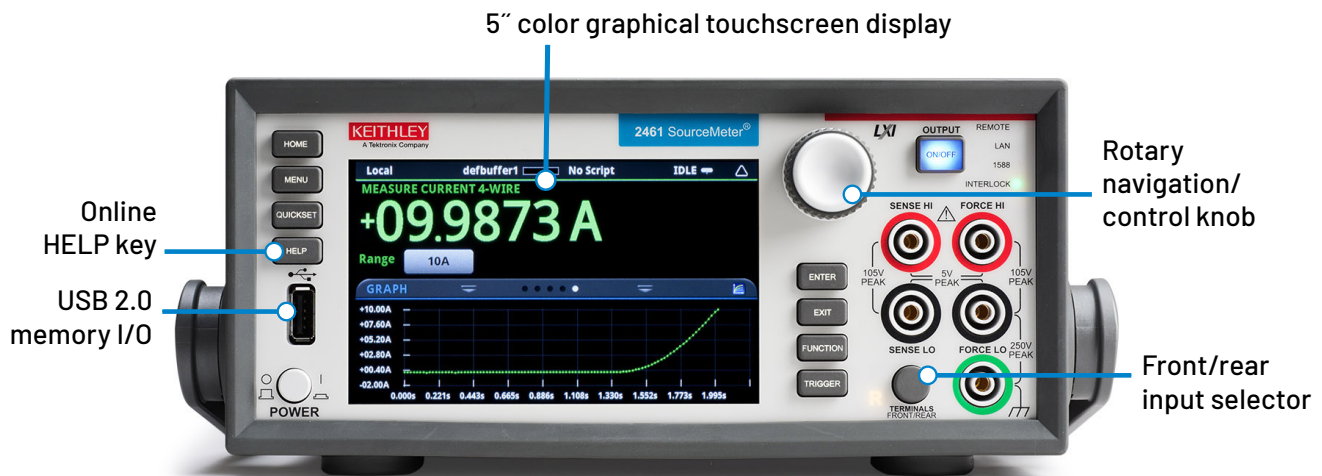 5˝ color graphical touchscreen display
KEITHLEY
A Tektronix Company
2461 SourceMeter®
LXI
OUTPUT
ON/OFF
REMOTE
LAN
1588
INTERLOCK
HOME
MENU
QUICKSET
HELP
Online
HELP key
USB 2.0
memory I/O
POWER
Local defbuffer1 No Script IDLE
MEASURE CURRENT 4-WIRE
+09.9873 A
Range 10A
GRAPH
+10.00A
+07.60A
+05.20A
+02.80A
+00.40A
-02.00A
0.000s 0.221s 0.443s 0.665s 0.886s 1.108s 1.330s 1.552s 1.773s 1.995s
ENTER
EXIT
FUNCTION
TRIGGER
SENSE HI FORCE HI
105V
PEAK
5V
PEAK
105V
PEAK
SENSE LO FORCE LO
250V
PEAK
R
TERMINALS
FRONT/REAR
Rotary
navigation/
control knob
Front/rear
input selector